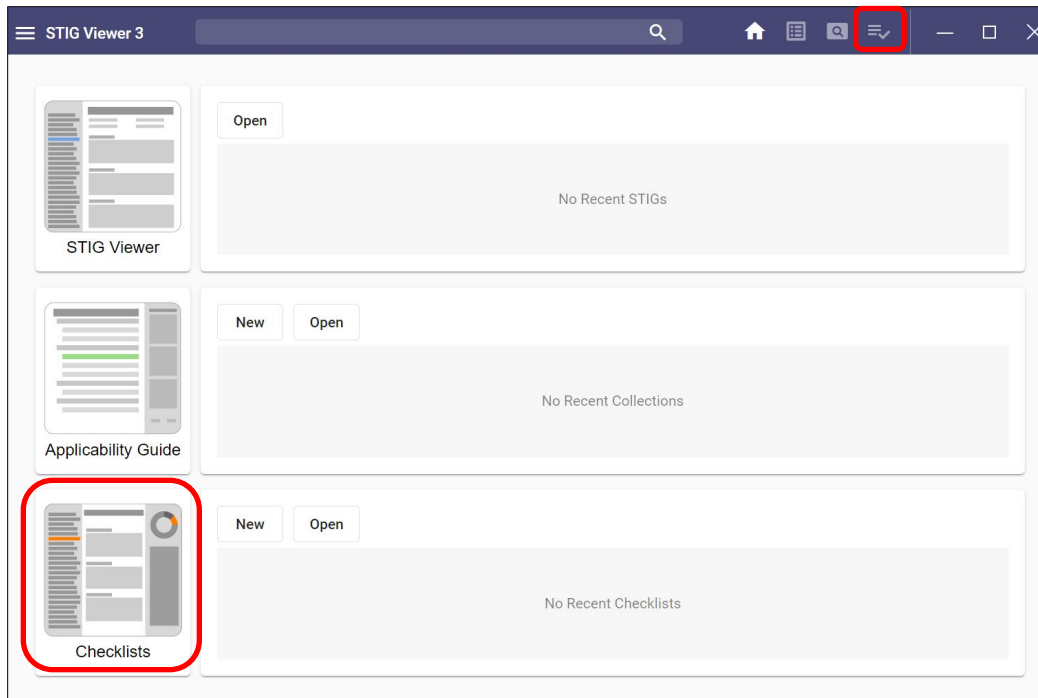 STIG Viewer 3
Open
No Recent STIGs
STIG Viewer
New Open
No Recent Collections
Applicability Guide
New Open
No Recent Checklists
Checklists